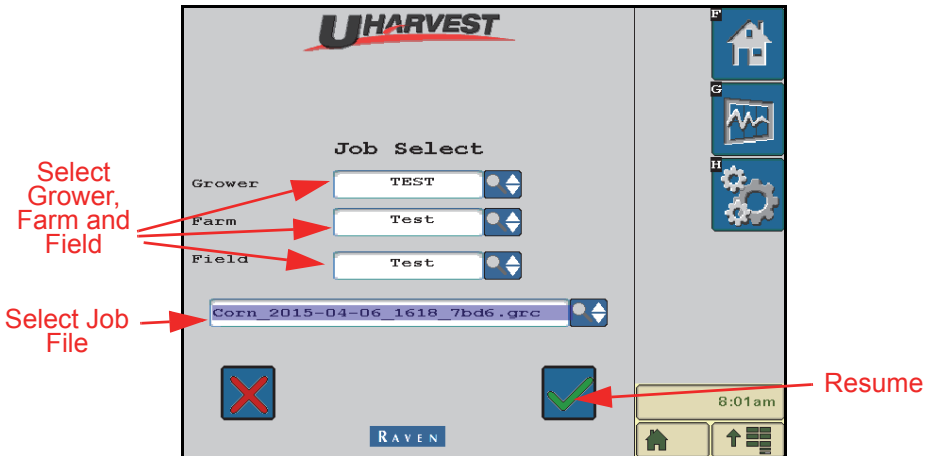 UHARVEST
F
G
H
Job Select
Select
Grower,
Farm and
Field
Grower
TEST
Farm
Test
Field
Test
Select Job
File
Corn_2015-04-06_1618_7bd6.grc
Resume
8:01am
RAVEN